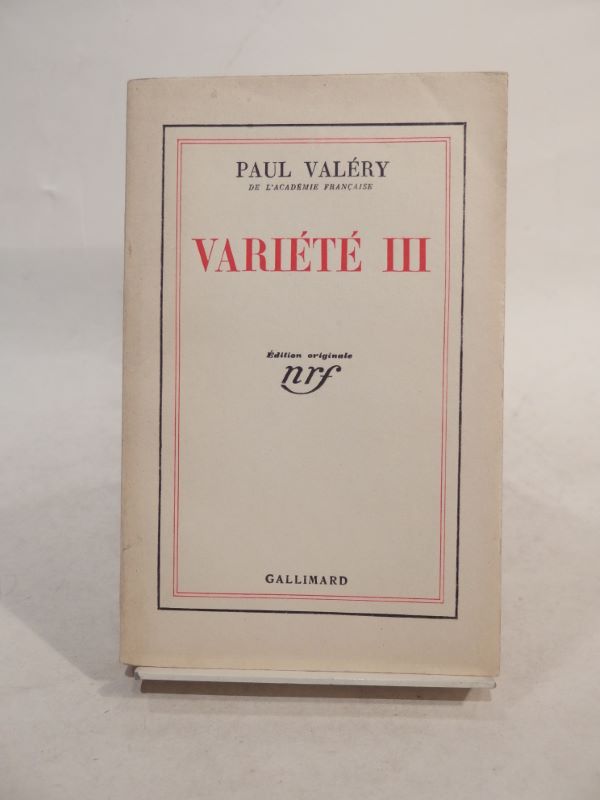 PAUL VALÉRY
DE L'ACADÉMIE FRANÇAISE
VARIÉTÉ III
Édition originale
nrf
GALLIMARD